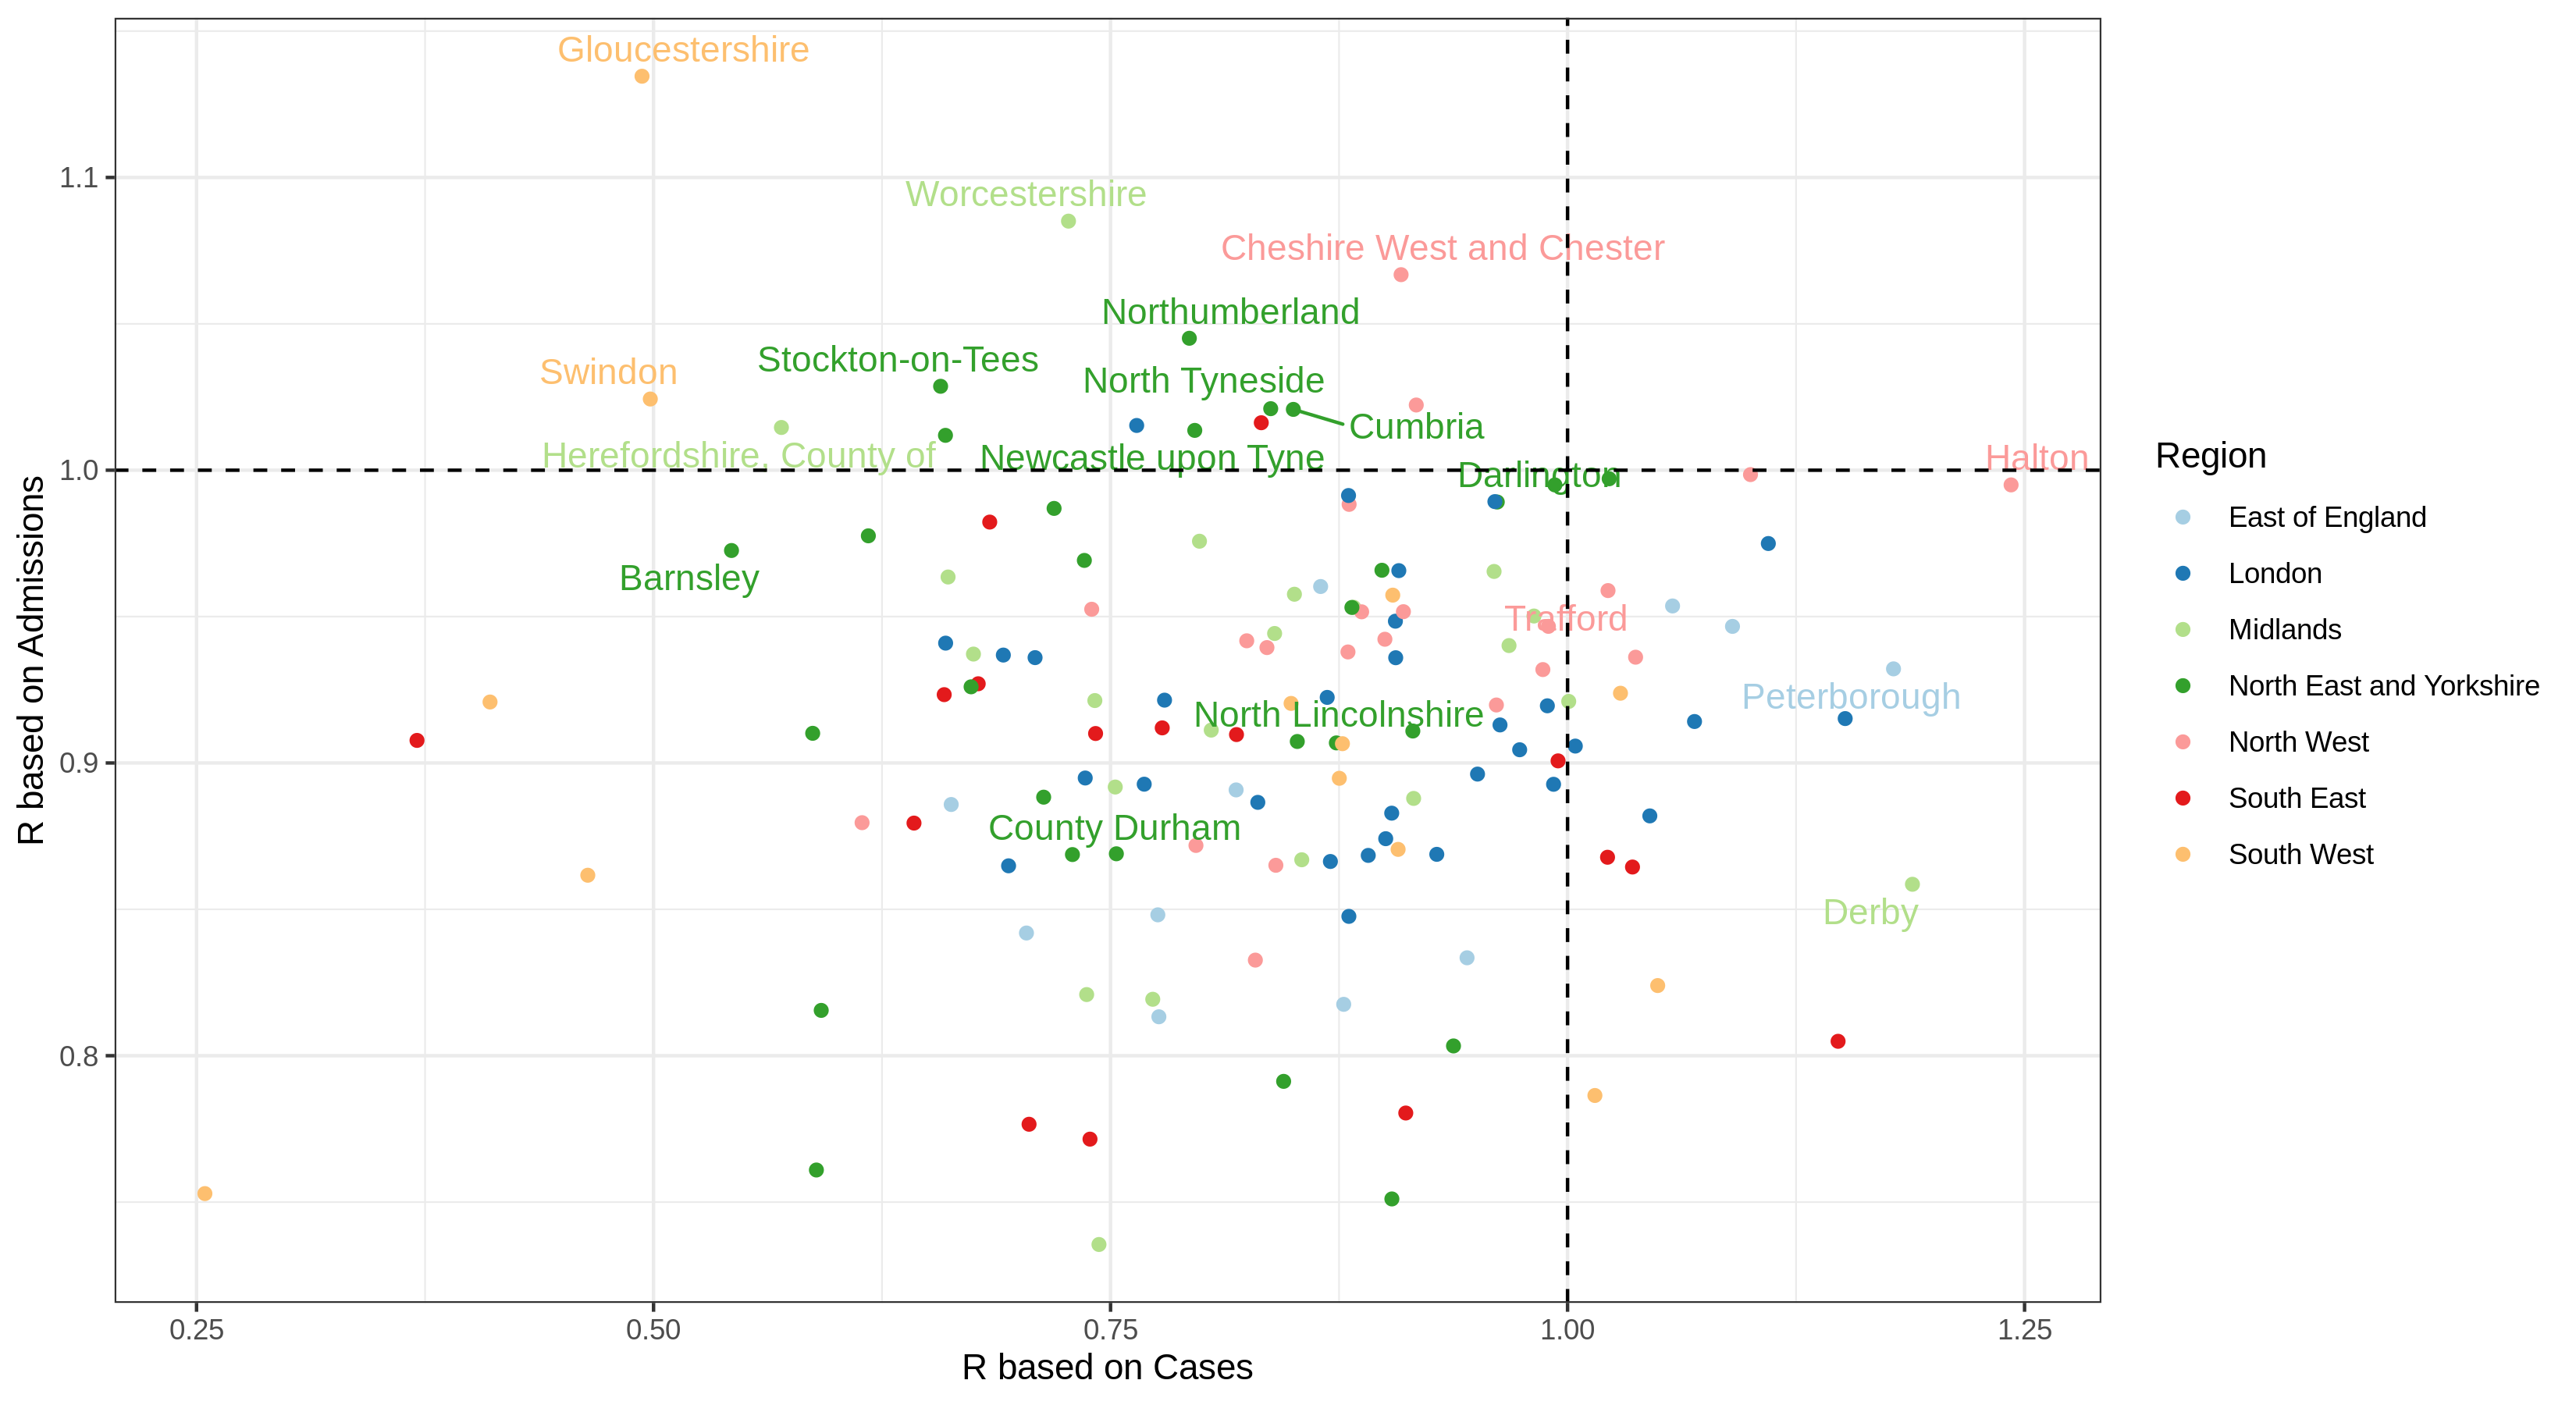 Gloucestershire
1.1
Worcestershire
Cheshire West and Chester
Northumberland
Stockton-on-Tees
Swindon
North Tyneside
Cumbria
Herefordshire, County of
Newcastle upon Tyne
Halton
1.0
Darlington
Barnsley
Trafford
Peterborough
North Lincolnshire
0.9
County Durham
Derby
0.8
R based on Admissions
0.25
0.50
0.75
1.00
1.25
R based on Cases
Region
East of England
London
Midlands
North East and Yorkshire
North West
South East
South West